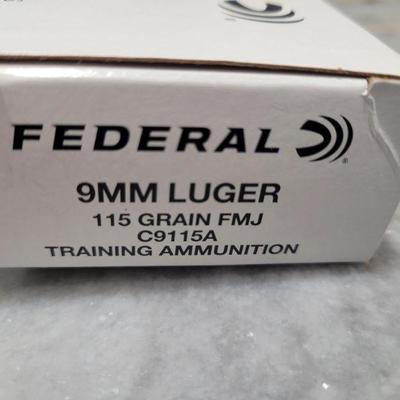 FEDERAL
9MM LUGER
115 GRAIN FMJ
C9115A
TRAINING AMMUNITION